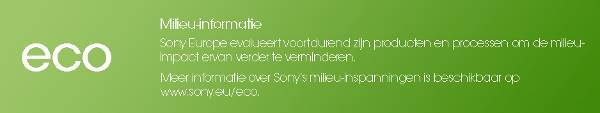 eco
Milieu-informatie
Sony Europe evalueert voortdurend zijn producten en processen om de milieu-
impact ervan verder te verminderen.
Meer informatie over Sony's milieu-inspanningen is beschikbaar op
www.sony.eu/eco.